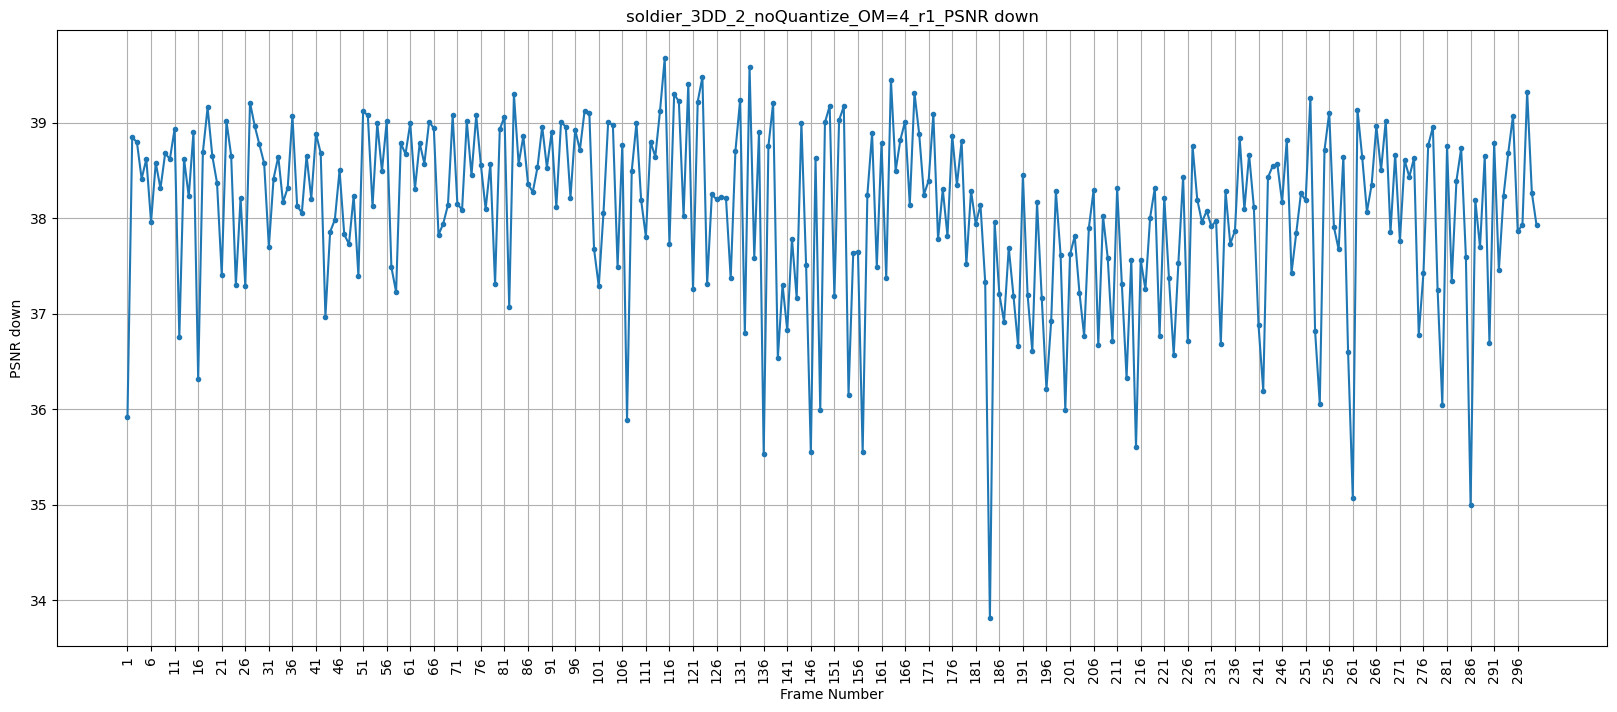 soldier_3DD_2_noQuantize_OM=4_r1_PSNR down
PSNR down
39
38
37
36
35
34
1 6 11 16 21 26 31 36 41 46 51 56 61 66 71 76 81 86 91 96 101 106 111 116 121 126 131 136 141 146 151 156 161 166 171 176 181 186 191 196 201 206 211 216 221 226 231 236 241 246 251 256 261 266 271 276 281 286 291 296
Frame Number